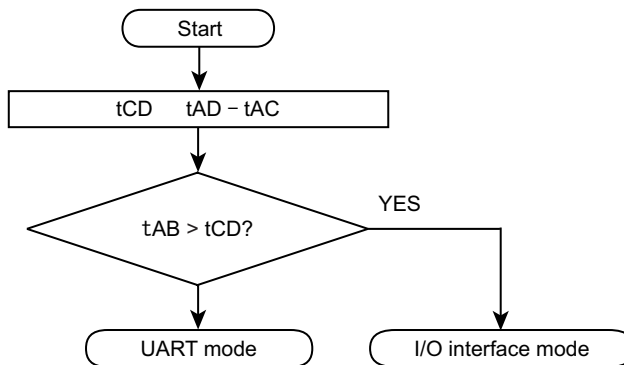 Start
tCD tAD − tAC
YES
tAB > tCD?
UART mode
I/O interface mode